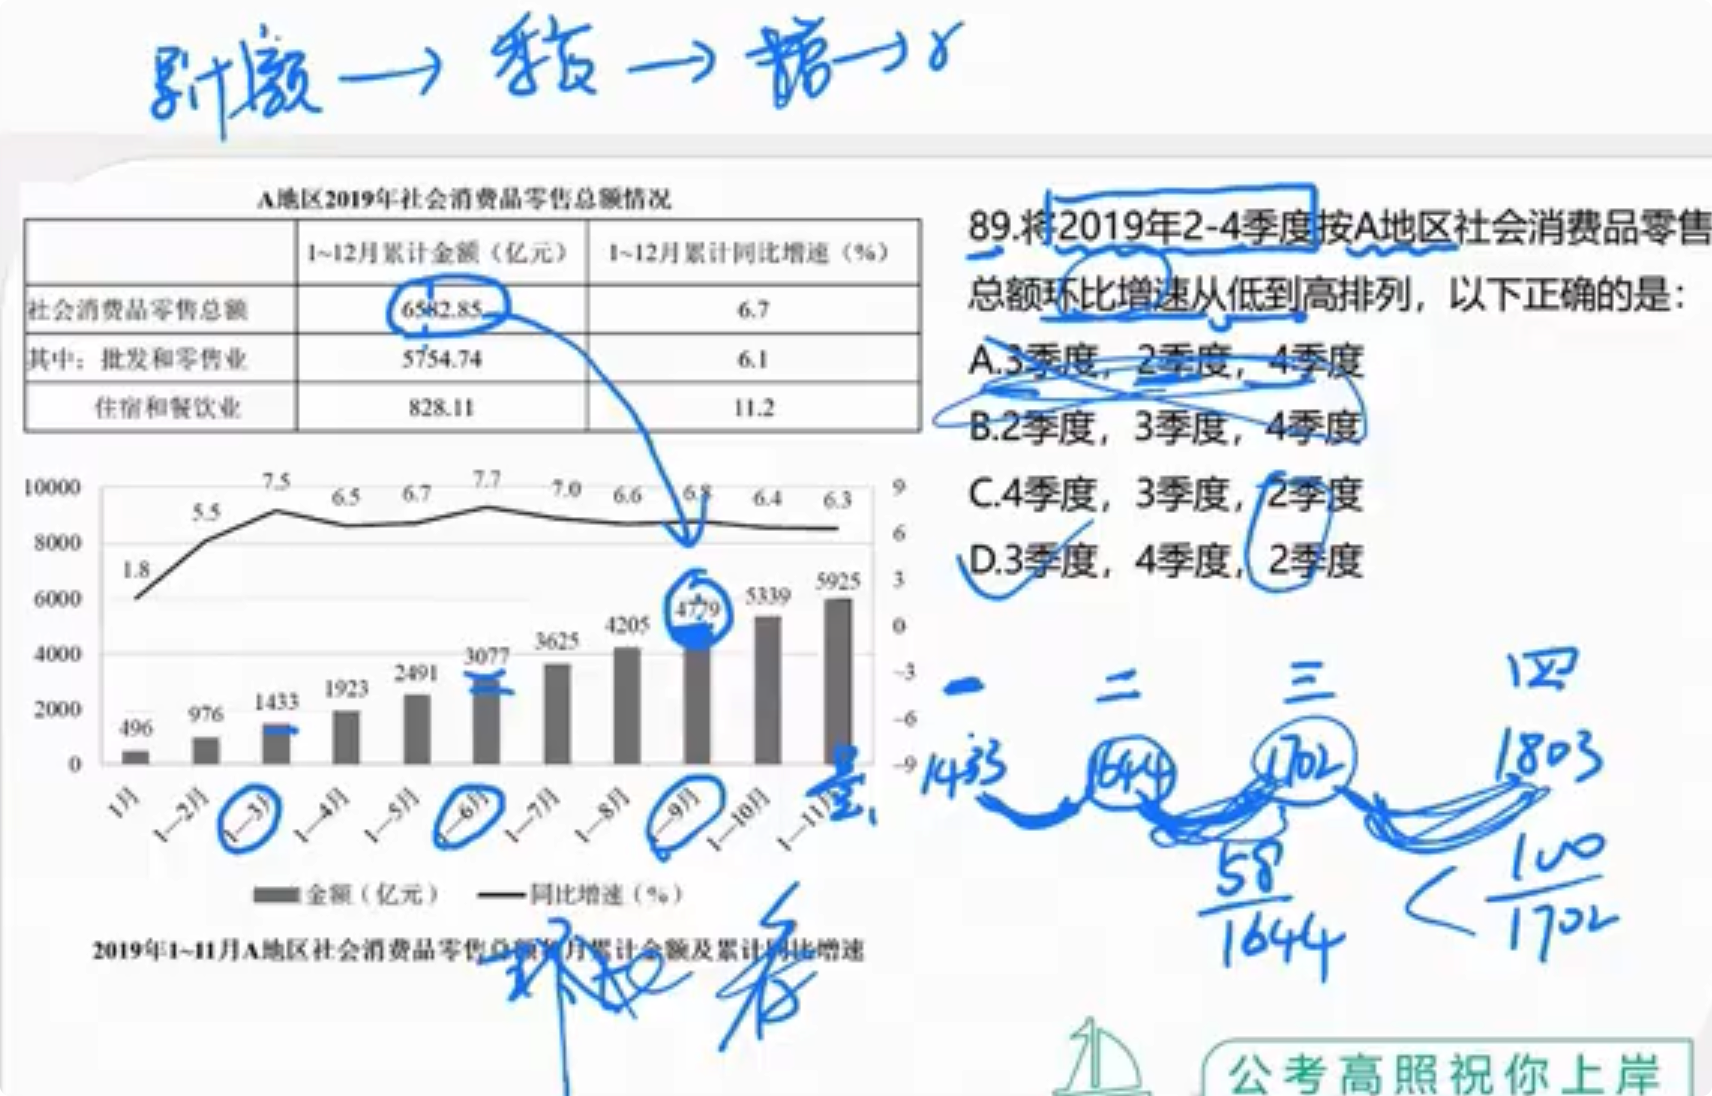 累计额 → 季度 → 增 → r
A地区2019年社会消费品零售总额情况
1~12月累计金额（亿元） 1~12月累计同比增速（%）
社会消费品零售总额 6582.85 6.7
其中：批发和零售业 5754.74 6.1
住宿和餐饮业 828.11 11.2
89.将2019年2-4季度按A地区社会消费品零售
总额环比增速从低到高排列，以下正确的是：
A.3季度，2季度，4季度
B.2季度，3季度，4季度
C.4季度，3季度，2季度
D.3季度，4季度，2季度
10000 8000 6000 4000 2000 0
9 6 3 0 -3 -6 -9
1.8 5.5 7.5 6.5 6.7 7.7 7.0 6.6 6.8 6.4 6.3
496 976 1433 1923 2491 3077 3625 4205 4779 5339 5925
1月 1—2月 1—3月 1—4月 1—5月 1—6月 1—7月 1—8月 1—9月 1—10月 1—11月
金额（亿元） 同比增速（%）
2019年1~11月A地区社会消费品零售总额各月累计金额及累计同比增速
一 二 三 四
1433 1644 1702 1803
58/1644 < 100/1702
量
环比
公考高照祝你上岸